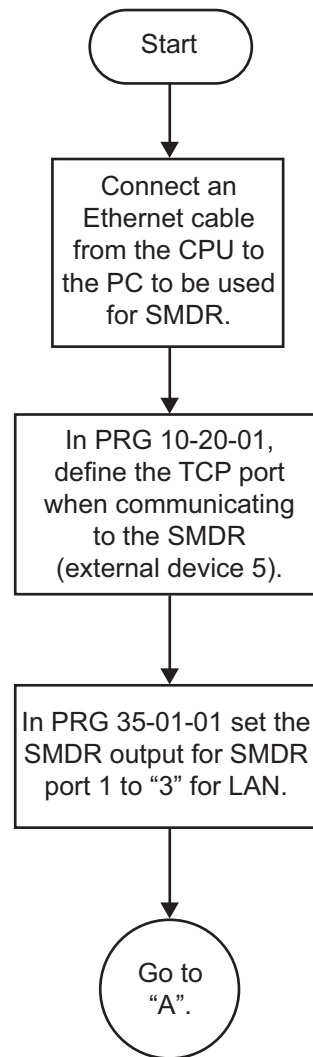 Start
Connect an
Ethernet cable
from the CPU to
the PC to be used
for SMDR.
In PRG 10-20-01,
define the TCP port
when communicating
to the SMDR
(external device 5).
In PRG 35-01-01 set the
SMDR output for SMDR
port 1 to “3” for LAN.
Go to
“A”.